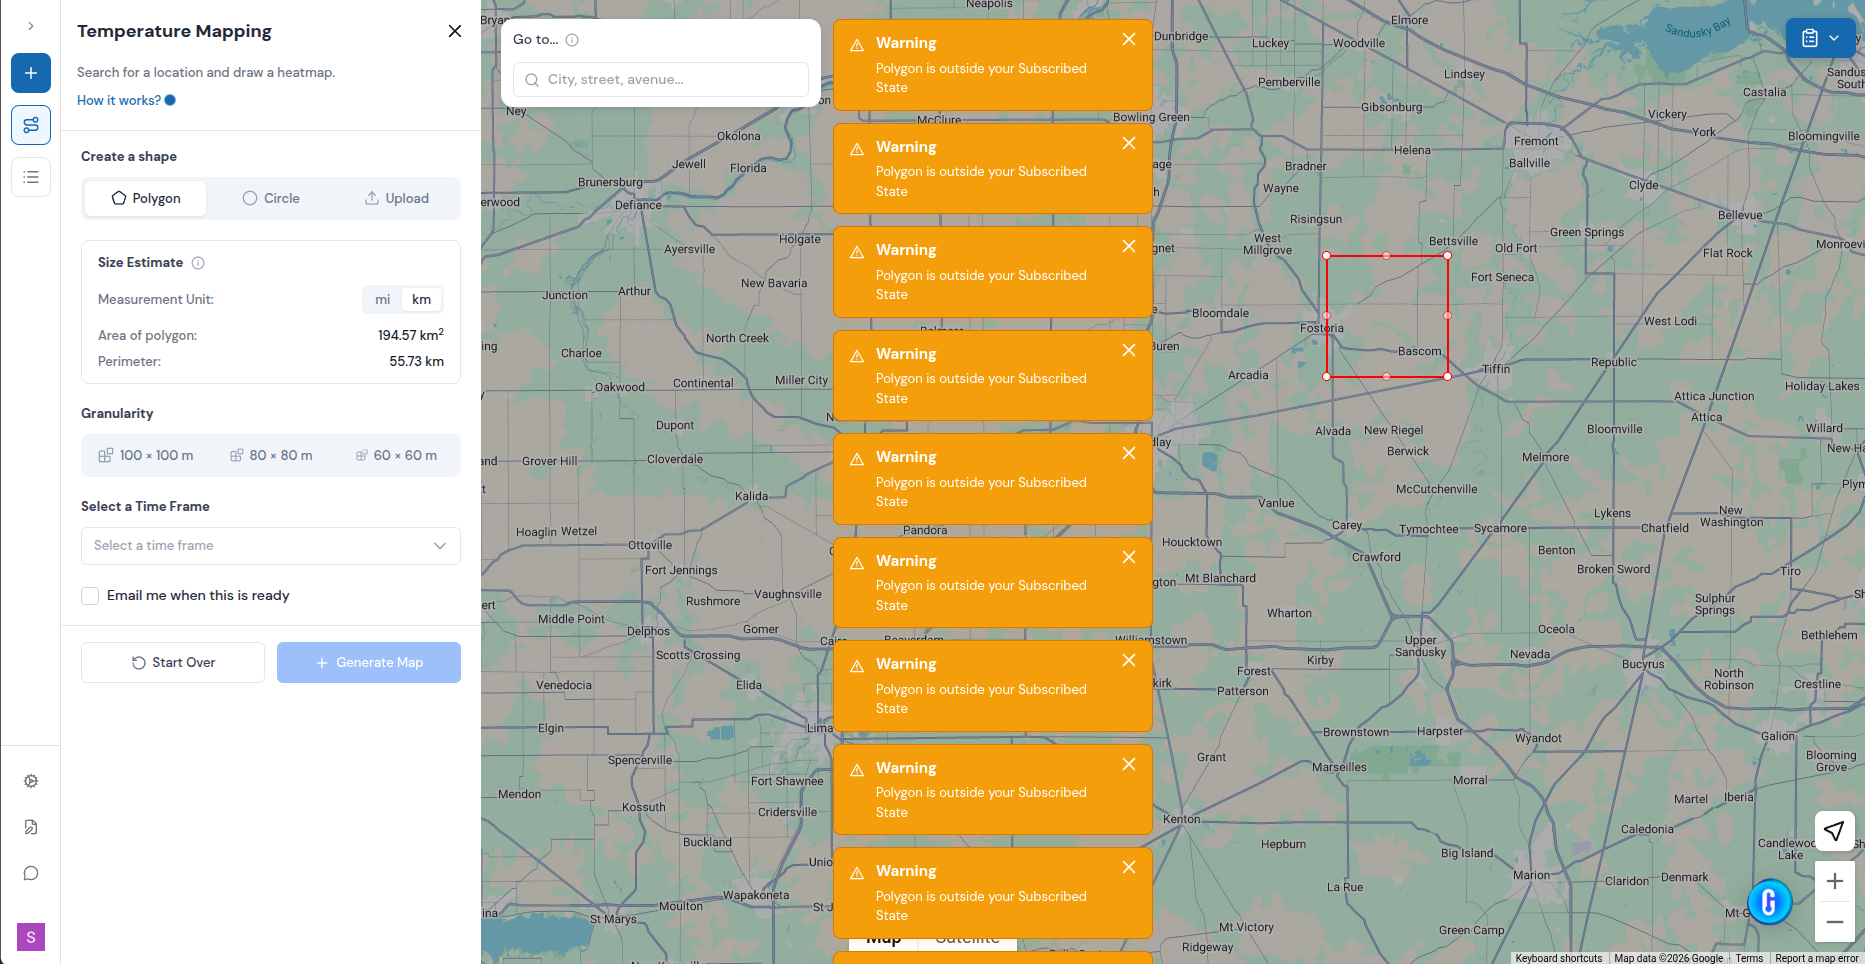 Temperature Mapping
Search for a location and draw a heatmap.
How it works?
Create a shape
Polygon
Circle
Upload
Size Estimate
Measurement Unit:
mi
km
Area of polygon:
194.57 km²
Perimeter:
55.73 km
Granularity
100 × 100 m
80 × 80 m
60 × 60 m
Select a Time Frame
Select a time frame
Email me when this is ready
Start Over
Generate Map
S
Go to...
City, street, avenue...
Warning
Polygon is outside your Subscribed
State
Warning
Polygon is outside your Subscribed
State
Warning
Polygon is outside your Subscribed
State
Warning
Polygon is outside your Subscribed
State
Warning
Polygon is outside your Subscribed
State
Warning
Polygon is outside your Subscribed
State
Warning
Polygon is outside your Subscribed
State
Warning
Polygon is outside your Subscribed
State
Warning
Polygon is outside your Subscribed
State
Map
Satellite
Neapolis
Elmore
Sandusky Bay
Dunbridge
Luckey
Woodville
Lindsey
Pemberville
Castalia
Gibsonburg
Vickery
York
Bloomingville
Ney
Okolona
McClure
Bowling Green
Fremont
Helena
Ballville
Jewell
Florida
Bradner
Brunersburg
Wayne
Clyde
Defiance
Risingsun
Bellevue
Holgate
West
Millgrove
Bettsville
Old Fort
Green Springs
Flat Rock
Ayersville
Fort Seneca
New Bavaria
Junction
Arthur
Bloomdale
Fostoria
West Lodi
North Creek
Charloe
Bascom
Tiffin
Republic
Arcadia
Miller City
Continental
Oakwood
Holiday Lakes
Attica Junction
Attica
Dupont
Alvada
New Riegel
Bloomville
Willard
Berwick
Melmore
Grover Hill
Cloverdale
Kalida
McCutchenville
Vanlue
Lykens
New
Washington
Chatfield
Hoaglin
Wetzel
Pandora
Carey
Tymochtee
Sycamore
Ottoville
Houcktown
Crawford
Benton
Fort Jennings
Broken Sword
Tiro
Mt Blanchard
Vaughnsville
Rushmore
Sulphur
Springs
Middle Point
Wharton
Delphos
Gomer
Beaverdam
Williamstown
Oceola
Bethlehem
Upper
Sandusky
Scotts Crossing
Kirby
Nevada
Bucyrus
Forest
North
Robinson
Crestline
Venedocia
Elida
Patterson
Elgin
Lima
Brownstown
Harpster
Wyandot
Galion
Spencerville
Grant
Marseilles
Blooming
Grove
Fort Shawnee
Morral
Mendon
Kossuth
Cridersville
Martel
Iberia
Kenton
Caledonia
Buckland
Hepburn
Big Island
Marion
Claridon
Denmark
La Rue
Wapakoneta
Moulton
St Marys
Mt Victory
Green Camp
Ridgeway
Keyboard shortcuts
Map data ©2026 Google
Terms
Report a map error